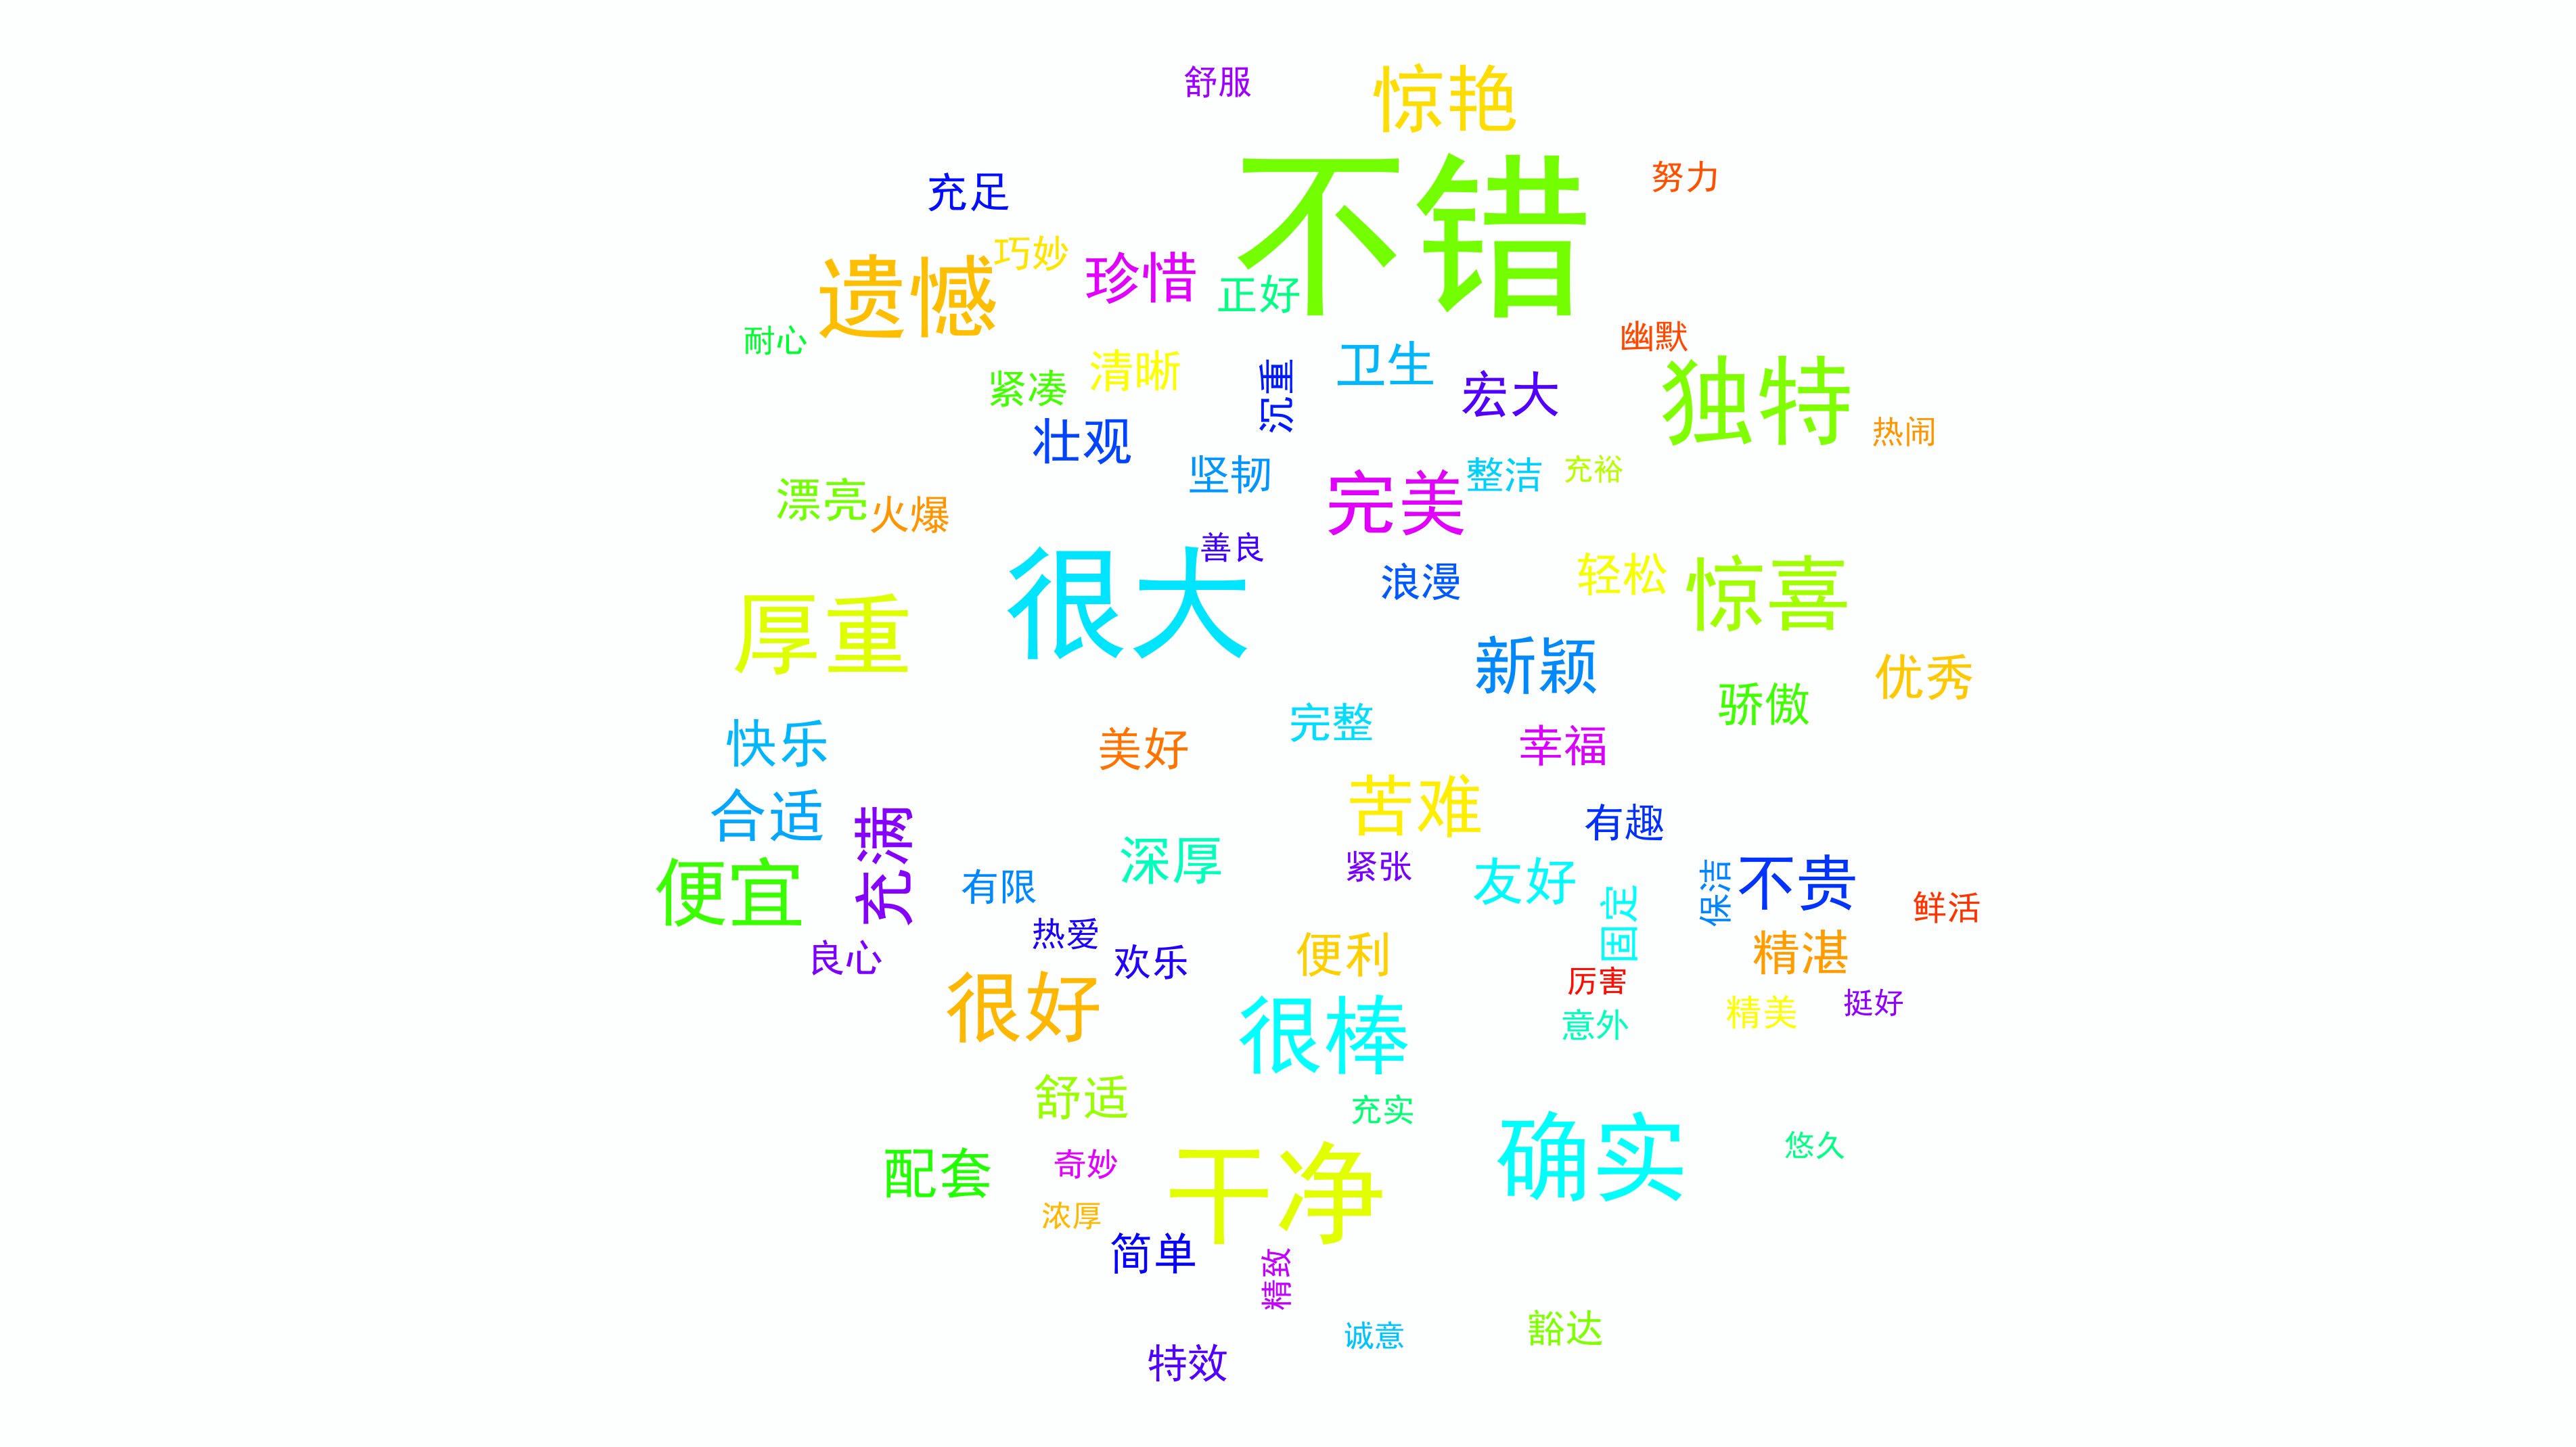 舒服
惊艳
努力
充足
不错
巧妙
遗憾
珍惜
正好
耐心
幽默
清晰
卫生
紧凑
沉重
宏大
独特
热闹
壮观
坚韧
整洁
充裕
漂亮
火爆
完美
善良
很大
浪漫
轻松
惊喜
厚重
新颖
优秀
骄傲
快乐
美好
完整
幸福
合适
充满
苦难
有趣
深厚
紧张
便宜
有限
友好
固定
保洁
不贵
鲜活
热爱
良心
欢乐
便利
精湛
厉害
很好
很棒
意外
精美
挺好
舒适
充实
配套
奇妙
干净
确实
悠久
浓厚
简单
精致
诚意
豁达
特效